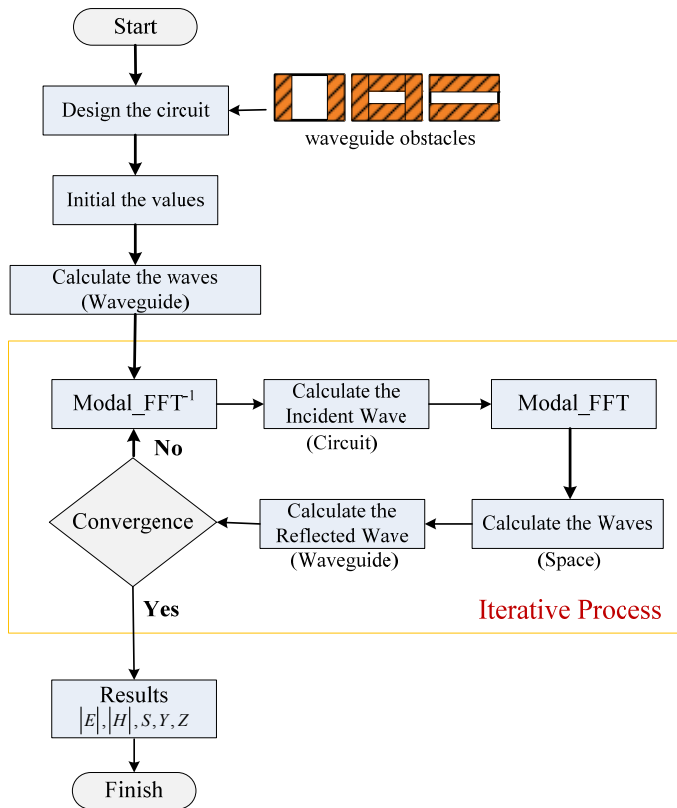 Start
Design the circuit
waveguide obstacles
Initial the values
Calculate the waves
(Waveguide)
Modal_FFT⁻¹
Calculate the
Incident Wave
(Circuit)
Modal_FFT
No
Convergence
Calculate the
Reflected Wave
(Waveguide)
Calculate the Waves
(Space)
Yes
Iterative Process
Results
|E|,|H|,S,Y,Z
Finish